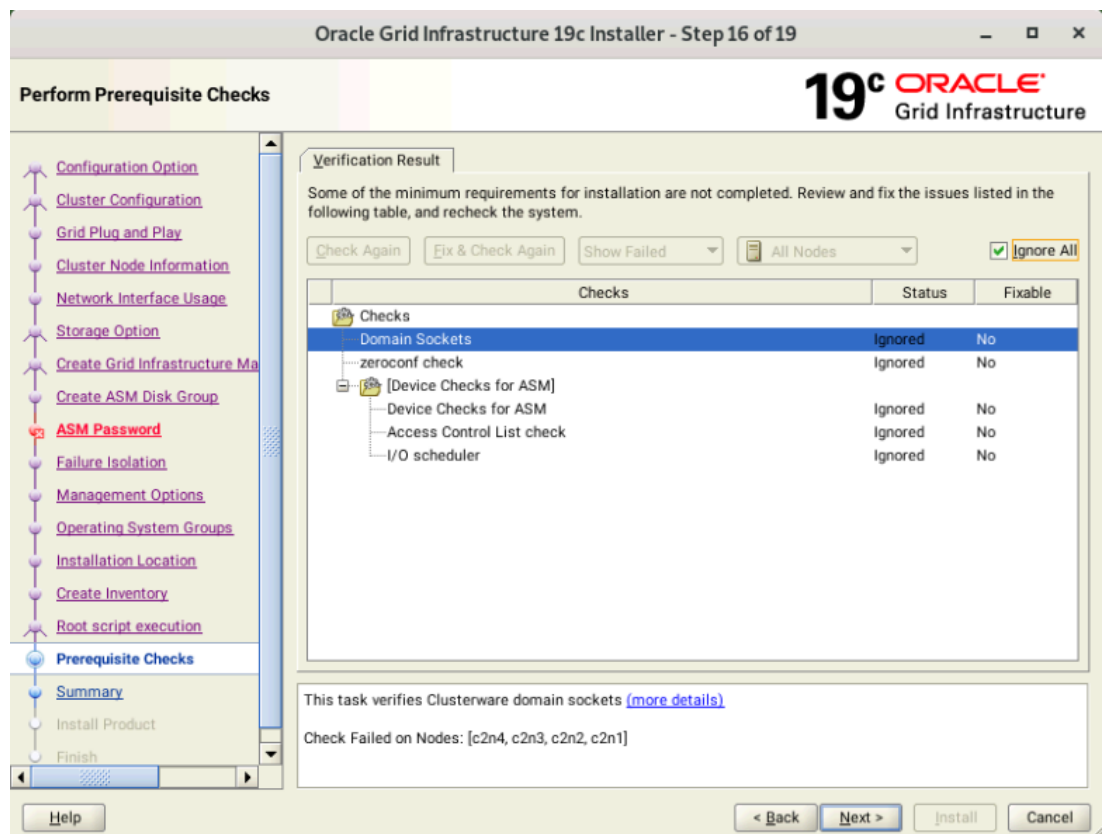 Oracle Grid Infrastructure 19c Installer - Step 16 of 19
Perform Prerequisite Checks
19c ORACLE
Grid Infrastructure
Configuration Option
Cluster Configuration
Grid Plug and Play
Cluster Node Information
Network Interface Usage
Storage Option
Create Grid Infrastructure Ma
Create ASM Disk Group
ASM Password
Failure Isolation
Management Options
Operating System Groups
Installation Location
Create Inventory
Root script execution
Prerequisite Checks
Summary
Install Product
Finish
Verification Result
Some of the minimum requirements for installation are not completed. Review and fix the issues listed in the
following table, and recheck the system.
Check Again Fix & Check Again Show Failed All Nodes Ignore All
Checks Status Fixable
Checks
Domain Sockets Ignored No
zeroconf check Ignored No
[Device Checks for ASM]
Device Checks for ASM Ignored No
Access Control List check Ignored No
I/O scheduler Ignored No
This task verifies Clusterware domain sockets (more details)
Check Failed on Nodes: [c2n4, c2n3, c2n2, c2n1]
Help < Back Next > Install Cancel